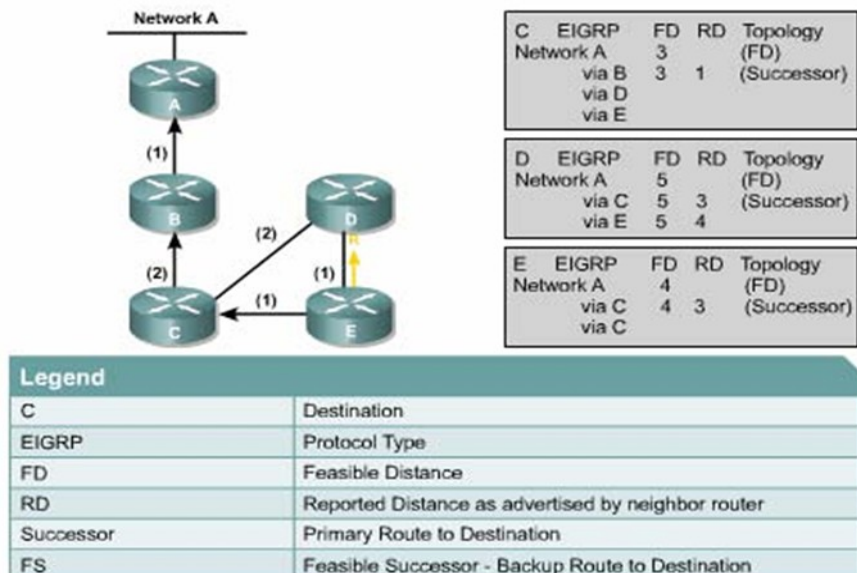 Network A
A
(1)
B
D
(2)
(2)
(1)
R
(1)
C
E
C EIGRP FD RD Topology
Network A 3 (FD)
via B 3 1 (Successor)
via D
via E
D EIGRP FD RD Topology
Network A 5 (FD)
via C 5 3 (Successor)
via E 5 4
E EIGRP FD RD Topology
Network A 4 (FD)
via C 4 3 (Successor)
via C
Legend
C Destination
EIGRP Protocol Type
FD Feasible Distance
RD Reported Distance as advertised by neighbor router
Successor Primary Route to Destination
FS Feasible Successor - Backup Route to Destination